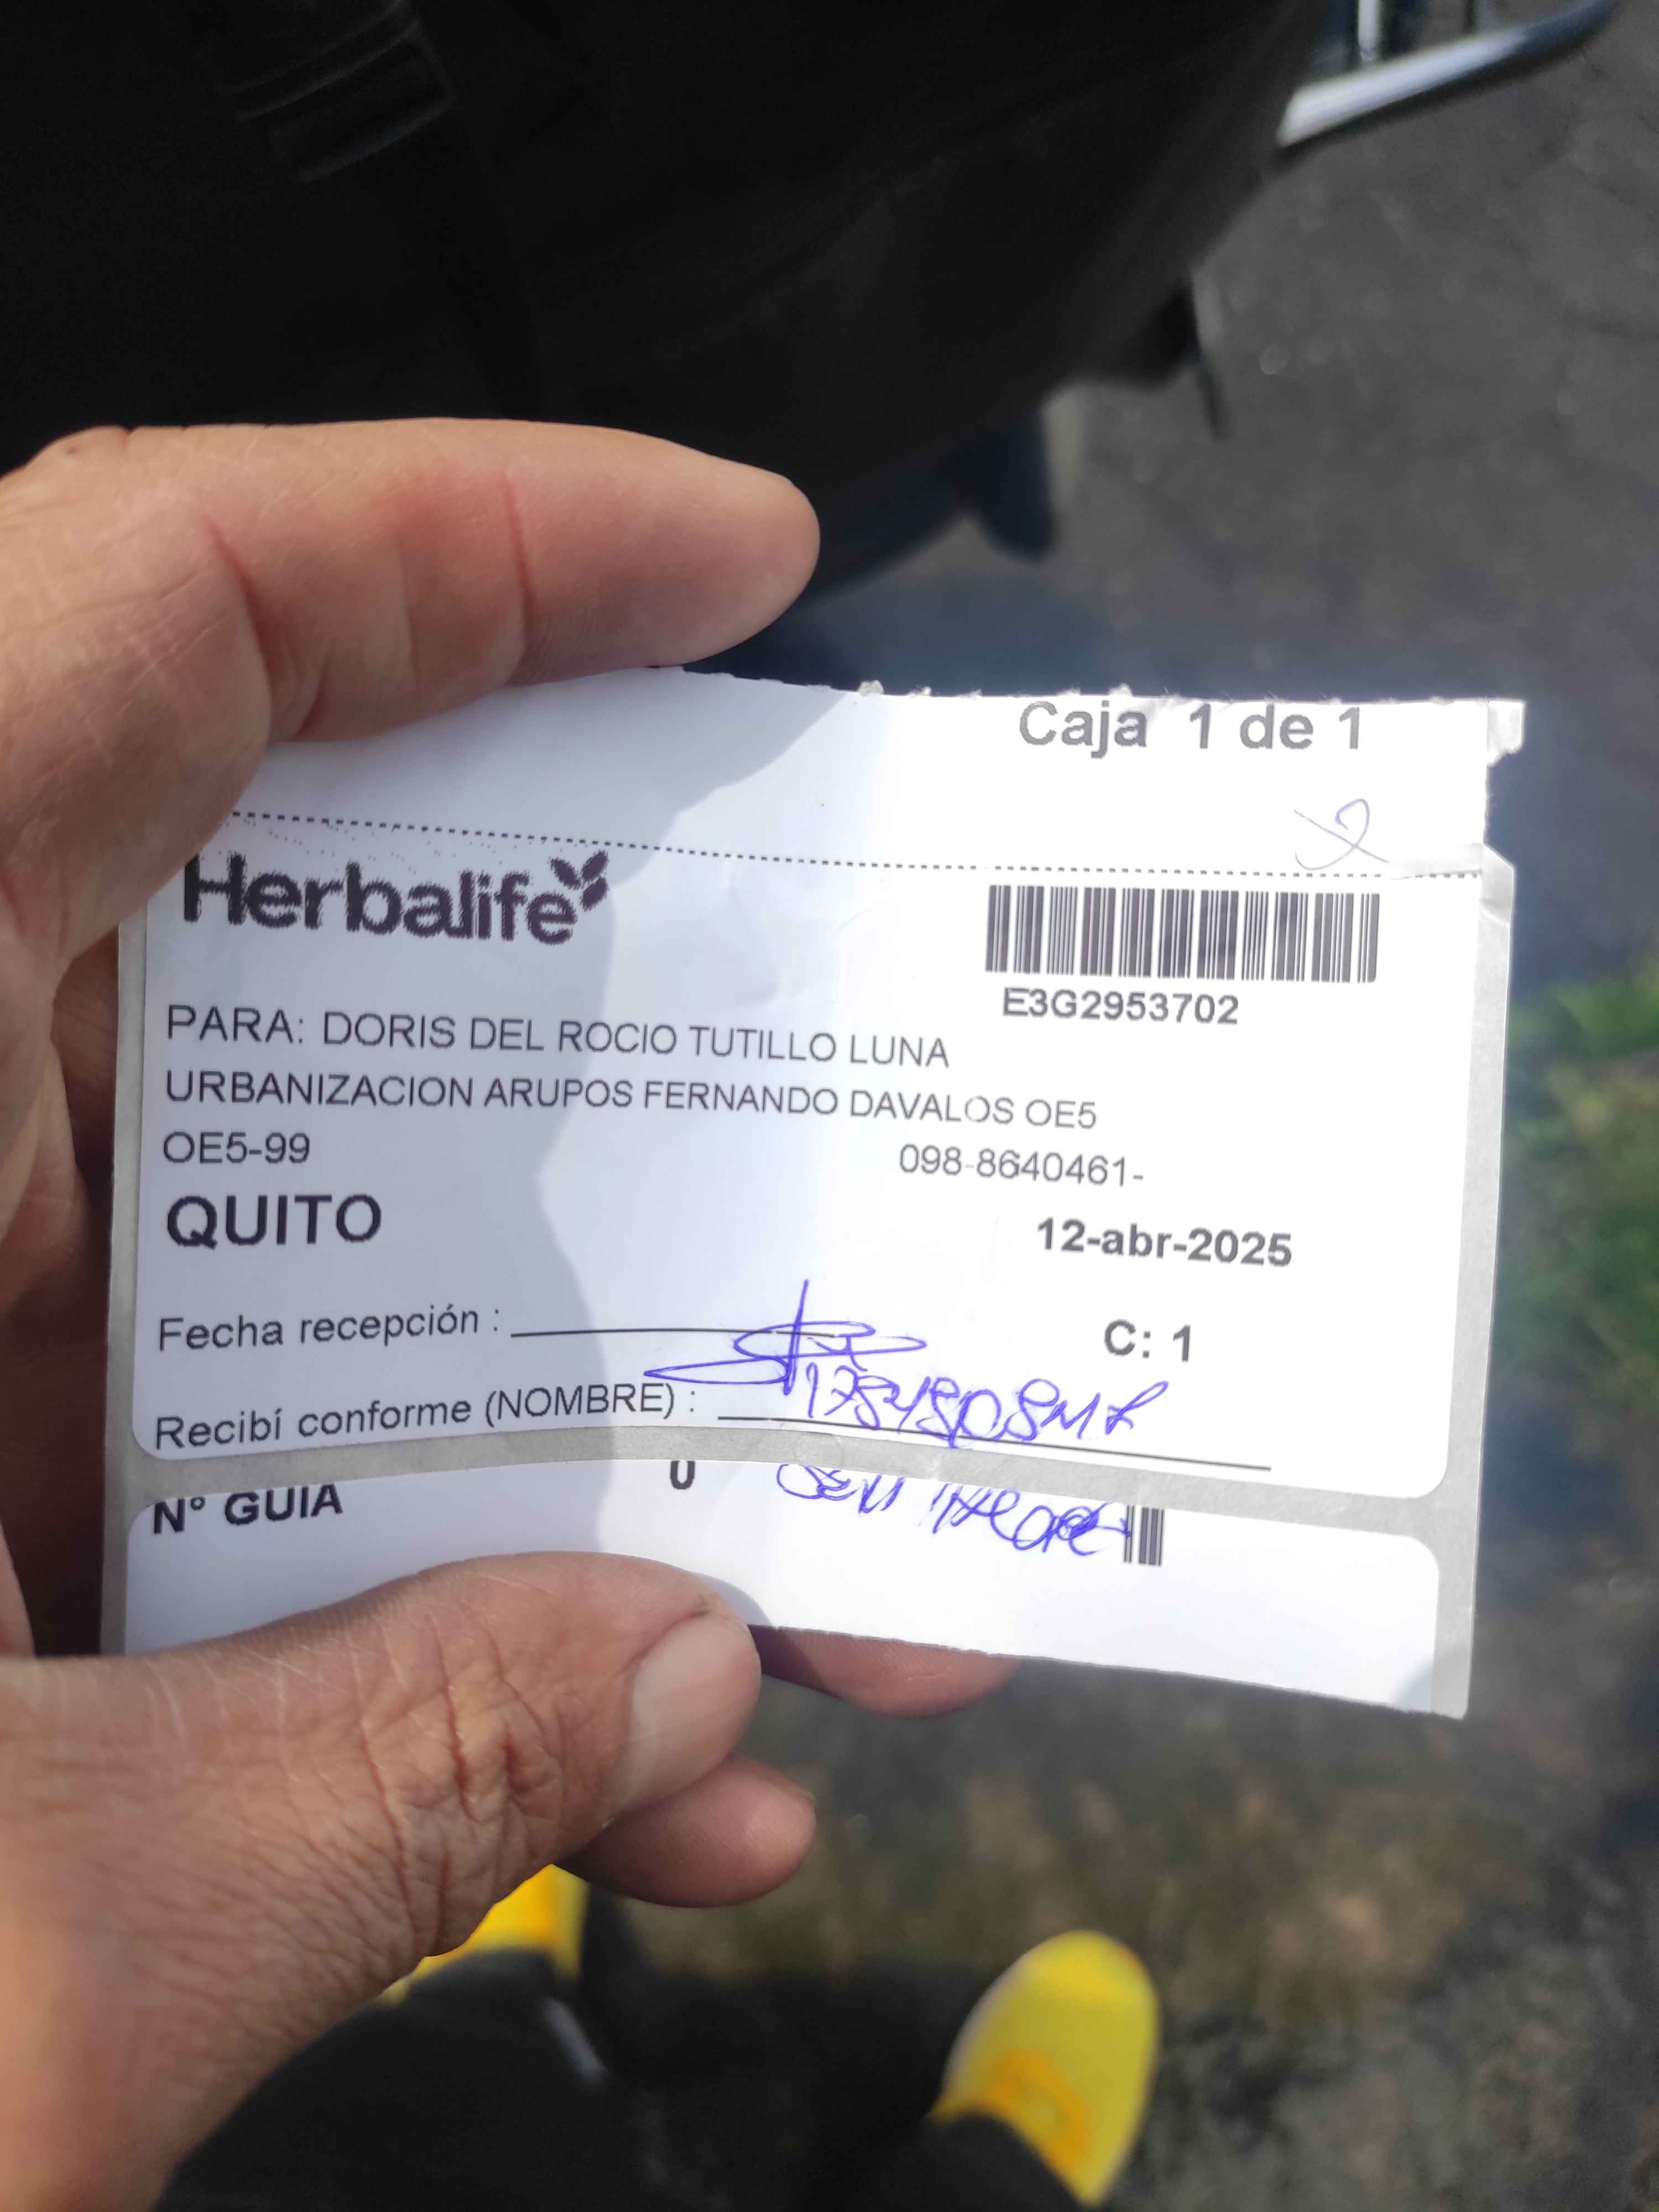 Caja 1 de 1
Herbalife
E3G2953702
PARA: DORIS DEL ROCIO TUTILLO LUNA
URBANIZACION ARUPOS FERNANDO DAVALOS OE5
OE5-99 098-8640461-
QUITO
12-abr-2025
Fecha recepción :
C: 1
Recibí conforme (NOMBRE) :
N° GUIA 0